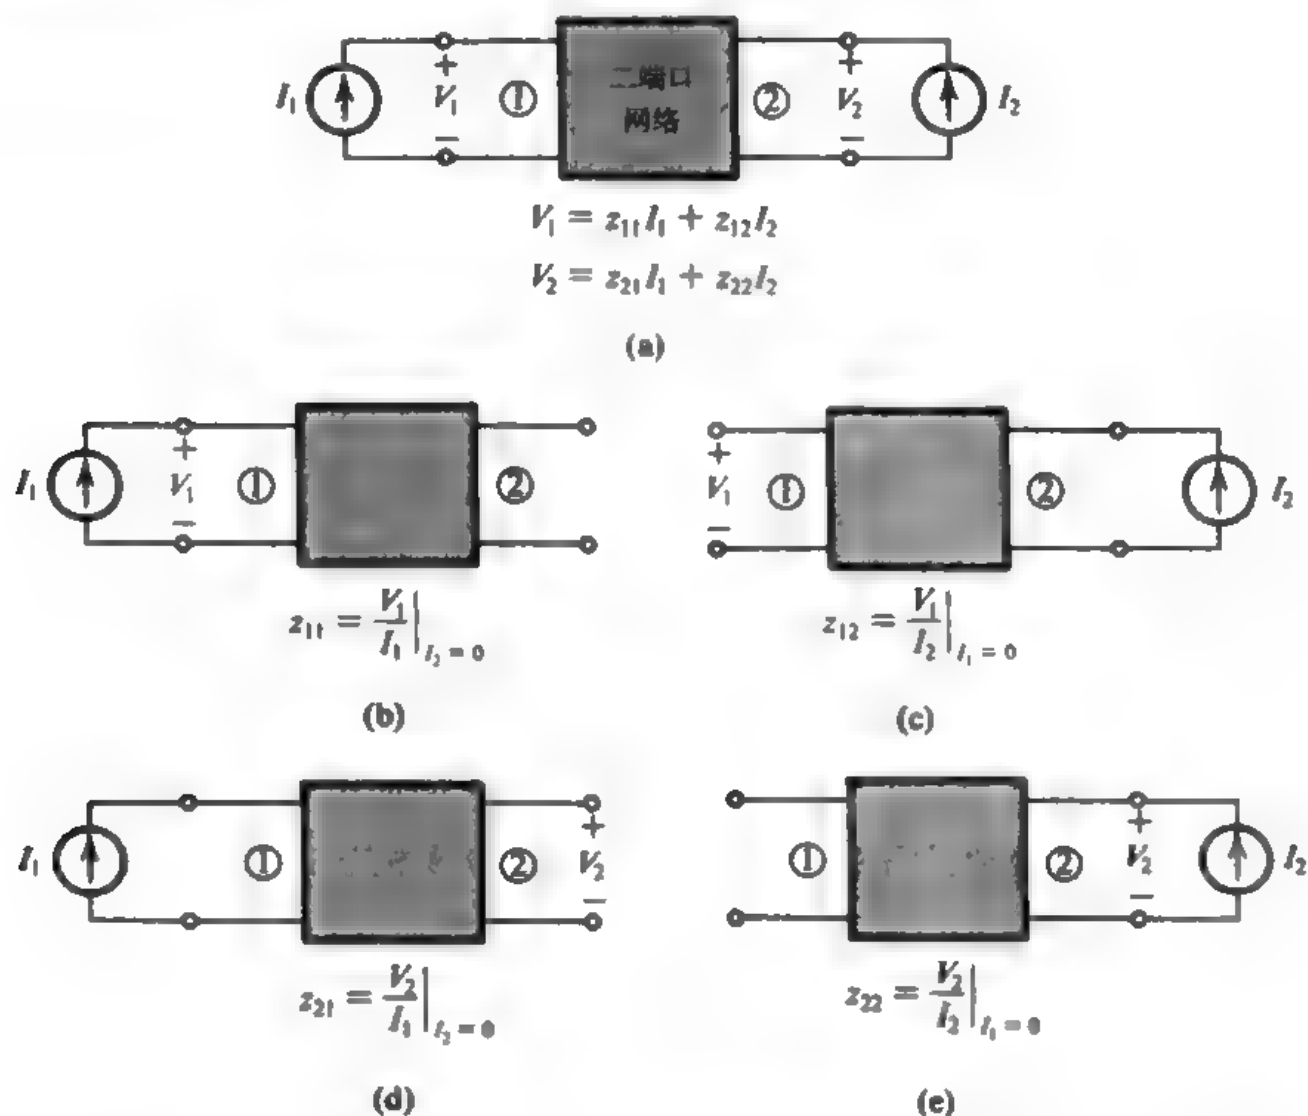 I₁
+
V₁
−
①
二端口
网络
②
+
V₂
−
I₂
V₁ = z₁₁I₁ + z₁₂I₂
V₂ = z₂₁I₁ + z₂₂I₂
(a)
I₁
+
V₁
−
①
②
z₁₁ = V₁/I₁ |_{I₂ = 0}
(b)
+
V₁
−
①
②
I₂
z₁₂ = V₁/I₂ |_{I₁ = 0}
(c)
I₁
①
②
+
V₂
−
z₂₁ = V₂/I₁ |_{I₂ = 0}
(d)
①
②
+
V₂
−
I₂
z₂₂ = V₂/I₂ |_{I₁ = 0}
(e)